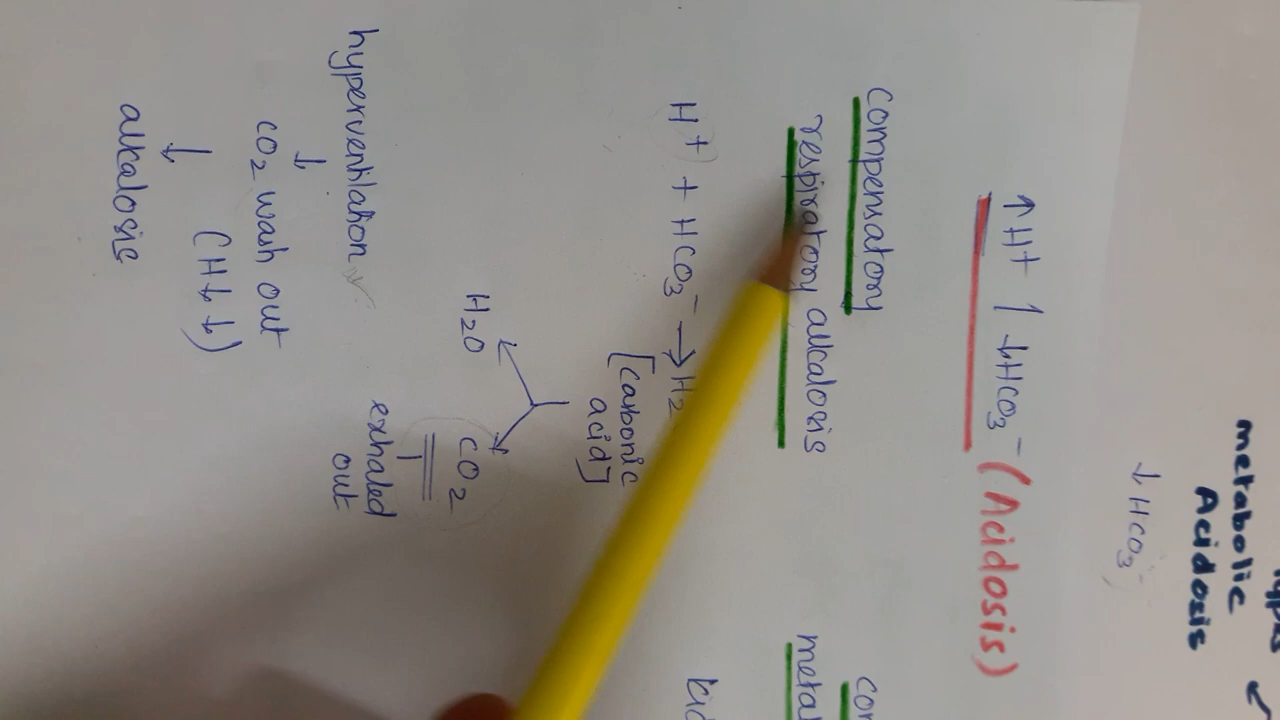 metabolic
Acidosis
↓ HCO3-
↑ H+ / ↓HCO3- (Acidosis)
compensatory
respiratory alkalosis
H+ + HCO3- → H2
[carbonic
acid]
H2O CO2
exhaled
out
hyperventilation
↓
CO2 wash out
↓ (H↓↓)
alkalosis